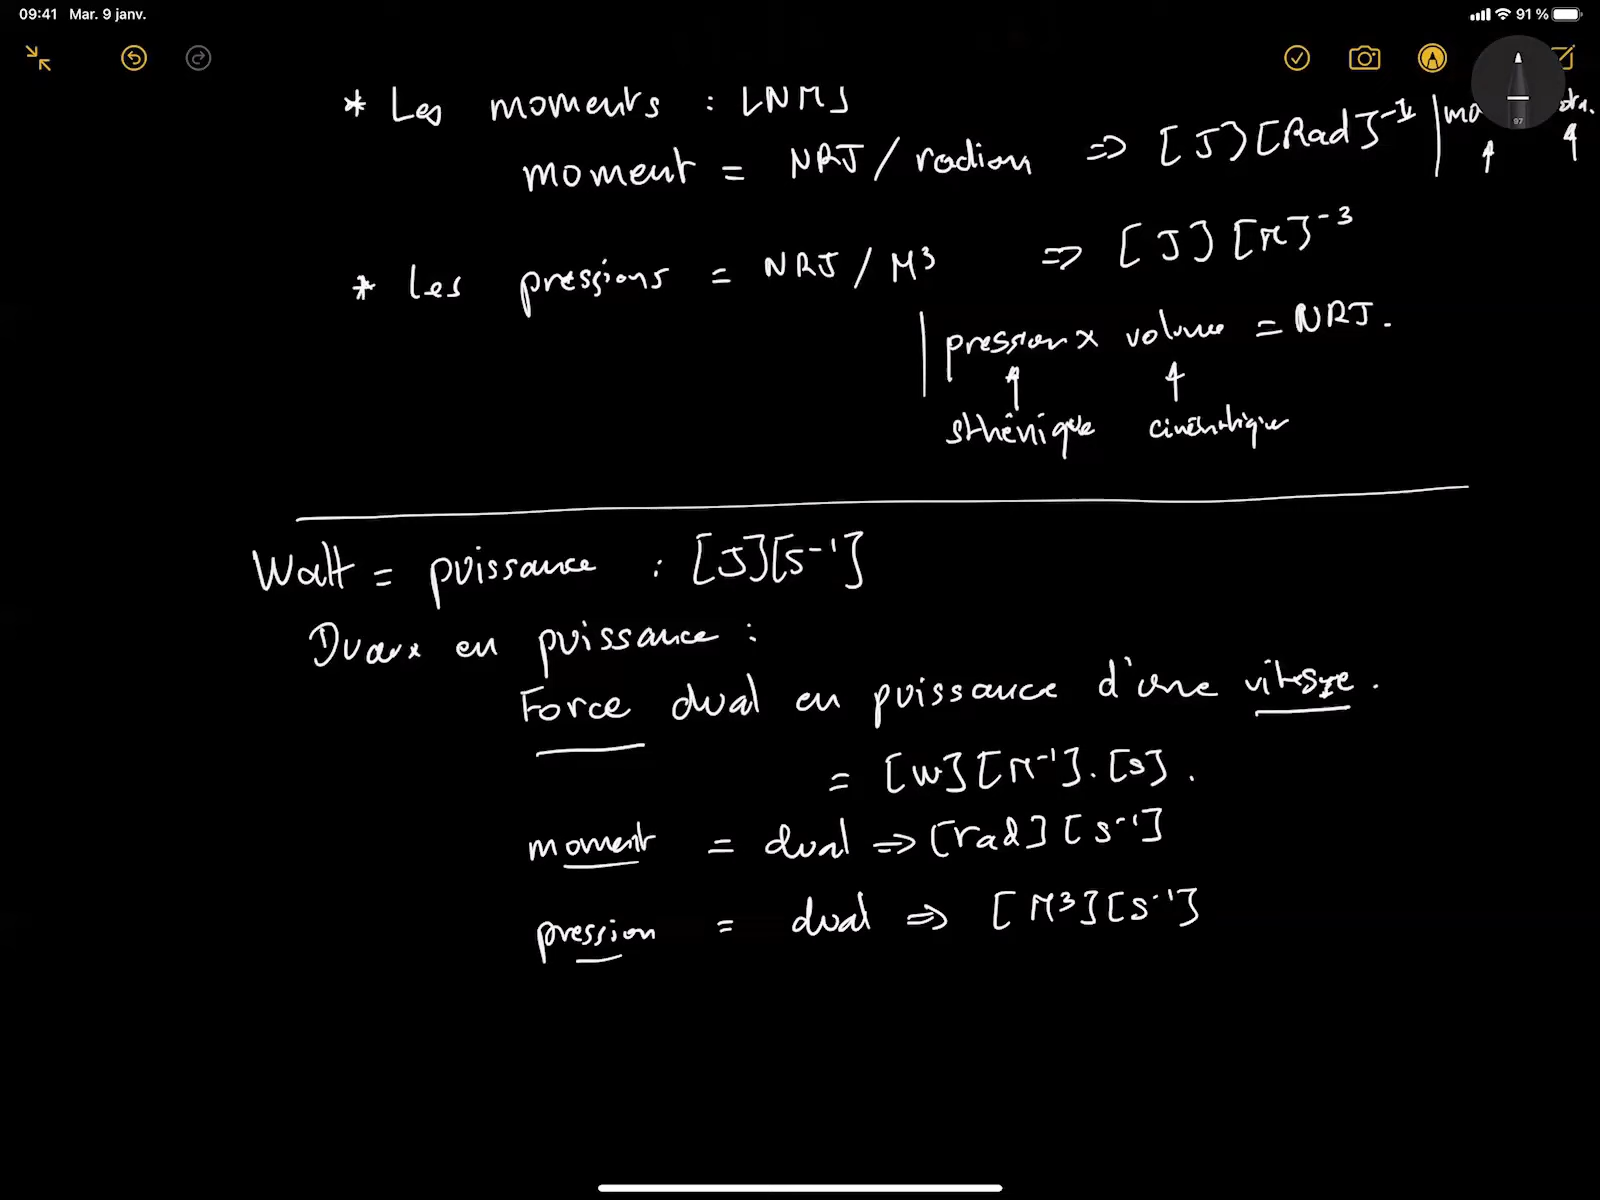 09:41 Mar. 9 janv. 91 %
* Les moments : [NM]
moment = NRJ / radian => [J][Rad]⁻¹
97
* Les pressions = NRJ / M³ => [J][M]⁻³
pression x volume = NRJ.
sthénique cinématique
Watt = puissance : [J][S⁻¹]
Duaux en puissance :
Force dual en puissance d'une vitesse.
= [W][M⁻¹].[S].
moment = dual => [rad][S⁻¹]
pression = dual => [M³][S⁻¹]